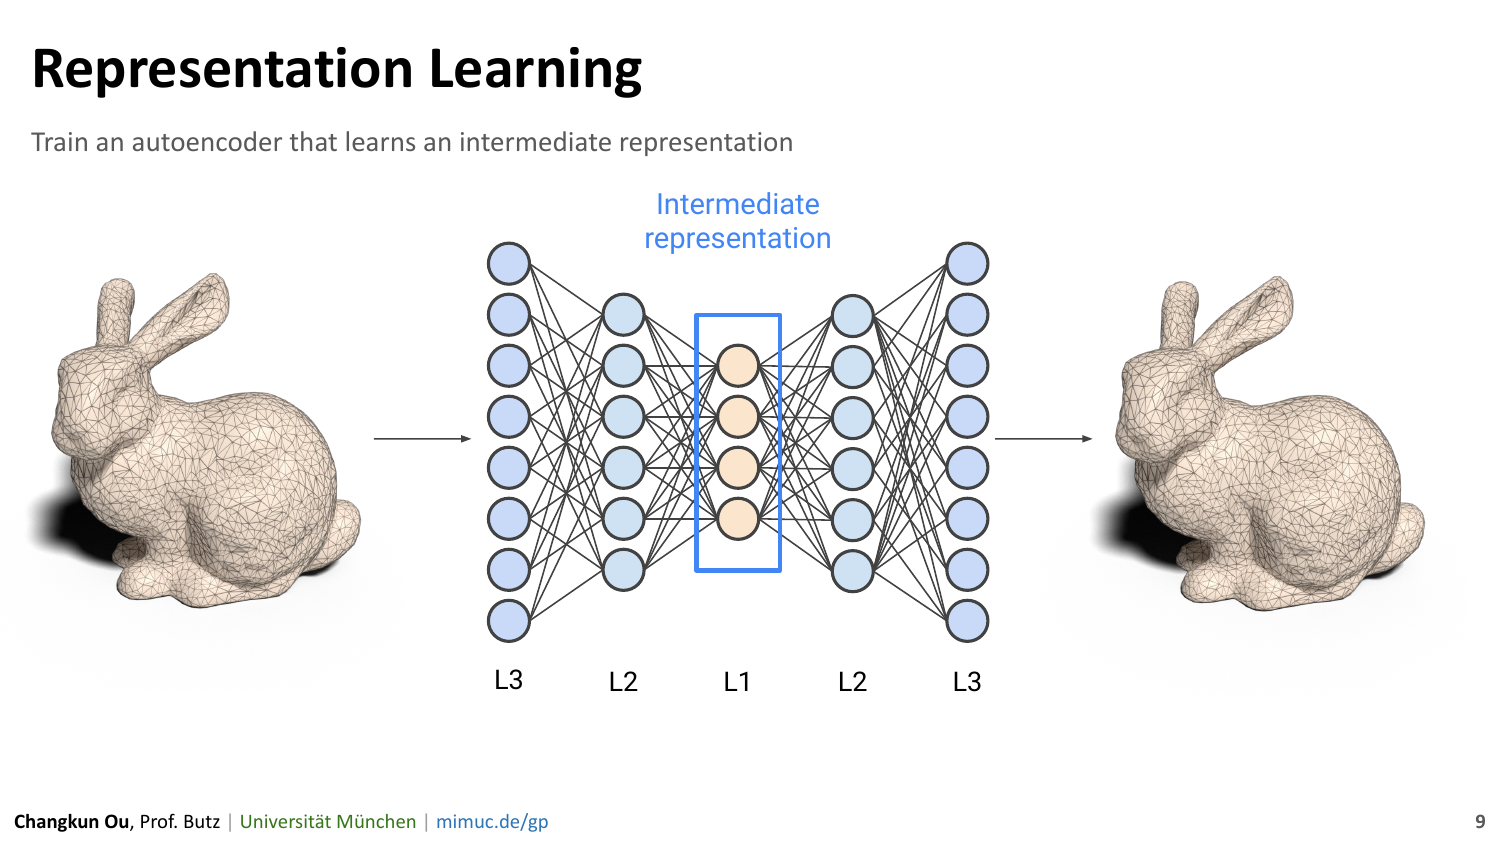 Representation Learning
Train an autoencoder that learns an intermediate representation
Intermediate
representation
L3 L2 L1 L2 L3
Changkun Ou, Prof. Butz | Universität München | mimuc.de/gp
9